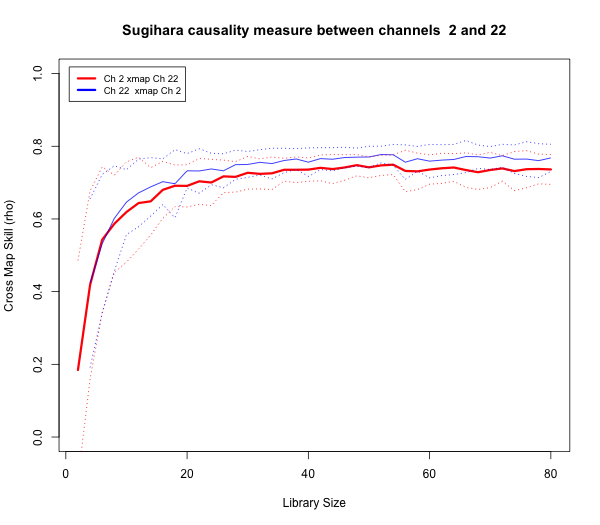 Sugihara causality measure between channels  2 and 22
Ch 2 xmap Ch 22
Ch 22  xmap Ch 2
Cross Map Skill (rho)
1.0
0.8
0.6
0.4
0.2
0.0
0 20 40 60 80
Library Size